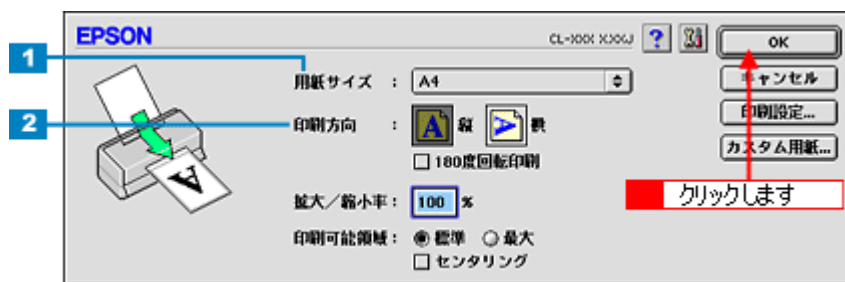 EPSON
?
OK
1
用紙サイズ : A4
キャンセル
2
印刷方向 : A 縦 A 横
印刷設定...
□ 180度回転印刷
カスタム用紙...
A
クリックします
拡大/縮小率: 100 %
印刷可能領域: 標準 最大
□ センタリング